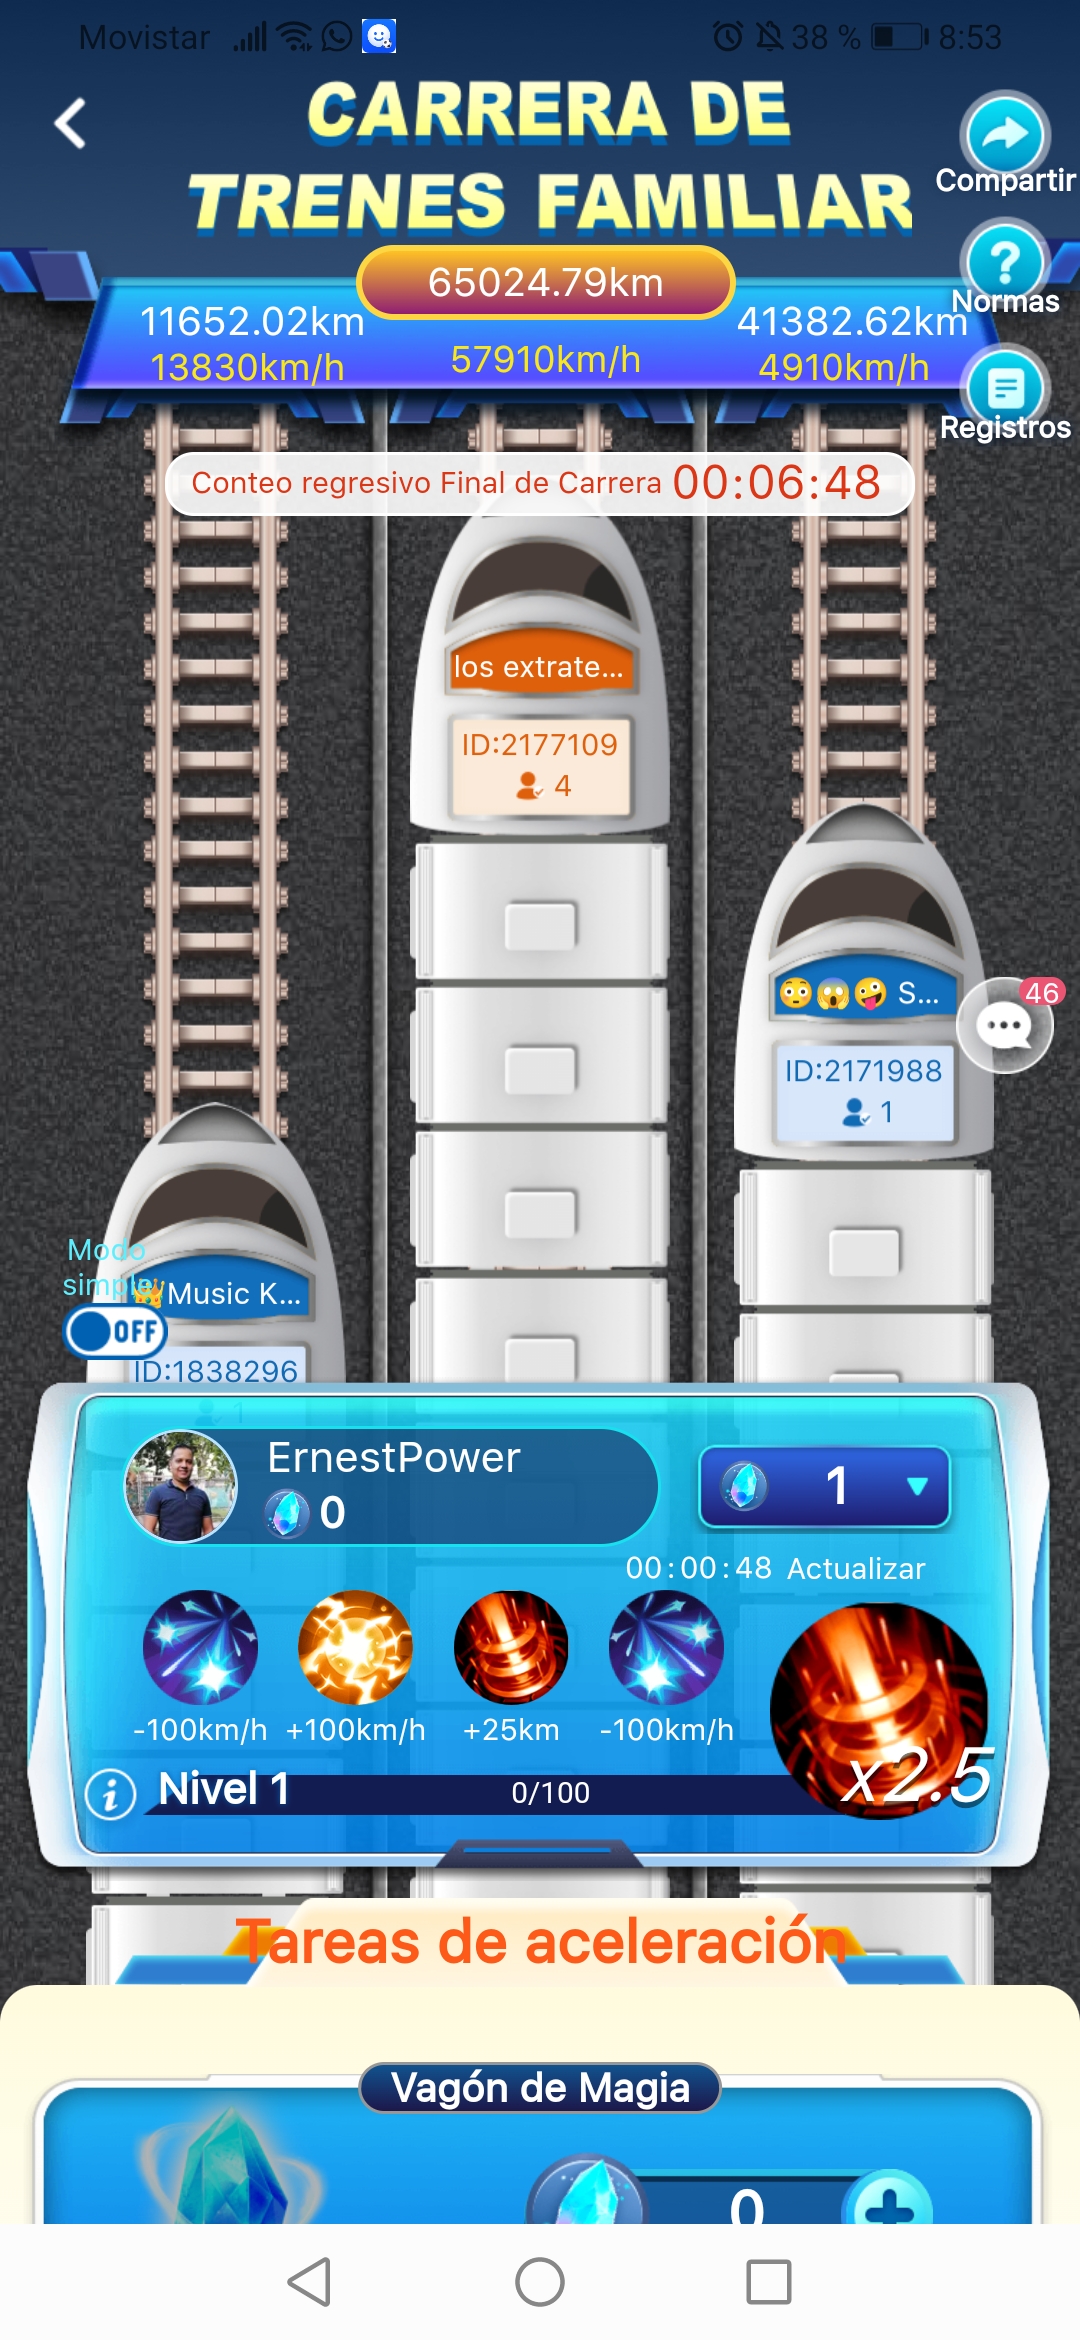 Movistar 38 % 8:53
CARRERA DE
TRENES FAMILIAR
Compartir
65024.79km
11652.02km 41382.62km
Normas
13830km/h 57910km/h 4910km/h
Registros
Conteo regresivo Final de Carrera 00:06:48
los extrate...
ID:2177109
4
S...
46
ID:2171988
1
Modo
simple
Music K...
OFF
ID:1838296
1
ErnestPower
0
1
00:00:48 Actualizar
-100km/h +100km/h +25km -100km/h
x2.5
Nivel 1 0/100
Tareas de aceleración
Vagón de Magia
0